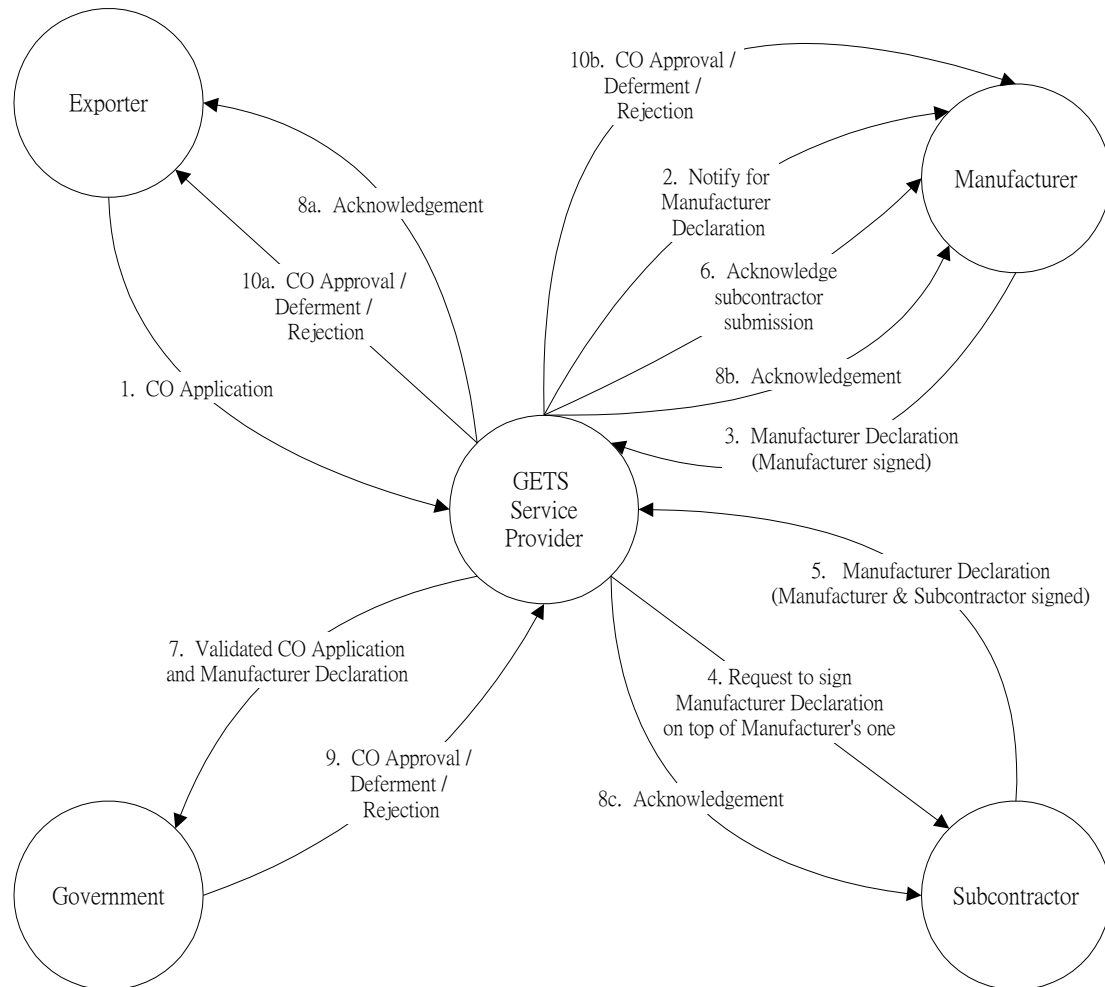 Exporter
10b.  CO Approval /
Deferment /
Rejection
Manufacturer
2.  Notify for
Manufacturer
Declaration
8a.  Acknowledgement
10a.  CO Approval /
Deferment /
Rejection
6.  Acknowledge
subcontractor
submission
1.  CO Application
8b.  Acknowledgement
3.  Manufacturer Declaration
(Manufacturer signed)
GETS
Service
Provider
5.   Manufacturer Declaration
(Manufacturer & Subcontractor signed)
7.  Validated CO Application
and Manufacturer Declaration
4. Request to sign
Manufacturer Declaration
on top of Manufacturer's one
9.  CO Approval /
Deferment /
Rejection
8c.  Acknowledgement
Government
Subcontractor